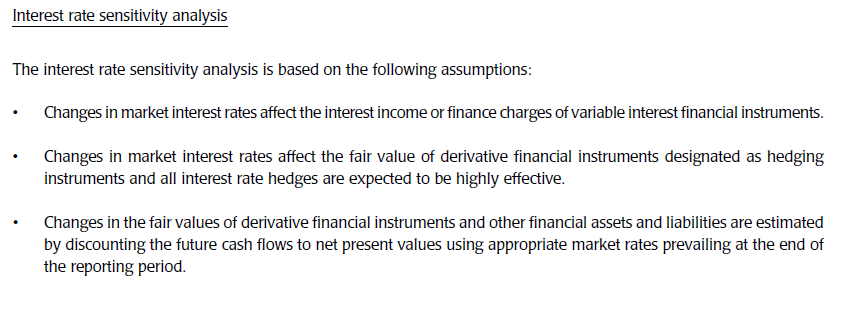 Interest rate sensitivity analysis
The interest rate sensitivity analysis is based on the following assumptions:
• Changes in market interest rates affect the interest income or finance charges of variable interest financial instruments.
• Changes in market interest rates affect the fair value of derivative financial instruments designated as hedging
instruments and all interest rate hedges are expected to be highly effective.
• Changes in the fair values of derivative financial instruments and other financial assets and liabilities are estimated
by discounting the future cash flows to net present values using appropriate market rates prevailing at the end of
the reporting period.